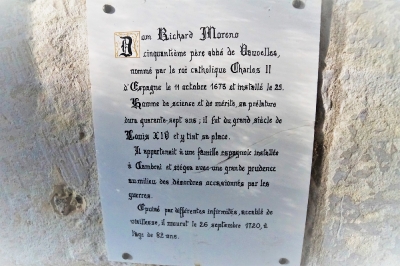 Dom Richard Moreno
cinquantième père abbé de Vaucelles,
nommé par le roi catholique Charles II
d'Espagne le 11 octobre 1673 et installé le 25.
Homme de science et de mérite, sa prélature
dura quarante-sept ans ; il fut du grand siècle de
Louis XIV et y tint sa place.
Il appartenait à une famille espagnole installée
à Cambrai et siégea avec une grande prudence
au milieu des désordres occasionnés par les
guerres.
Epuisé par différentes infirmités, accablé de
vieillesse, il mourut le 26 septembre 1720, à
l'âge de 82 ans.